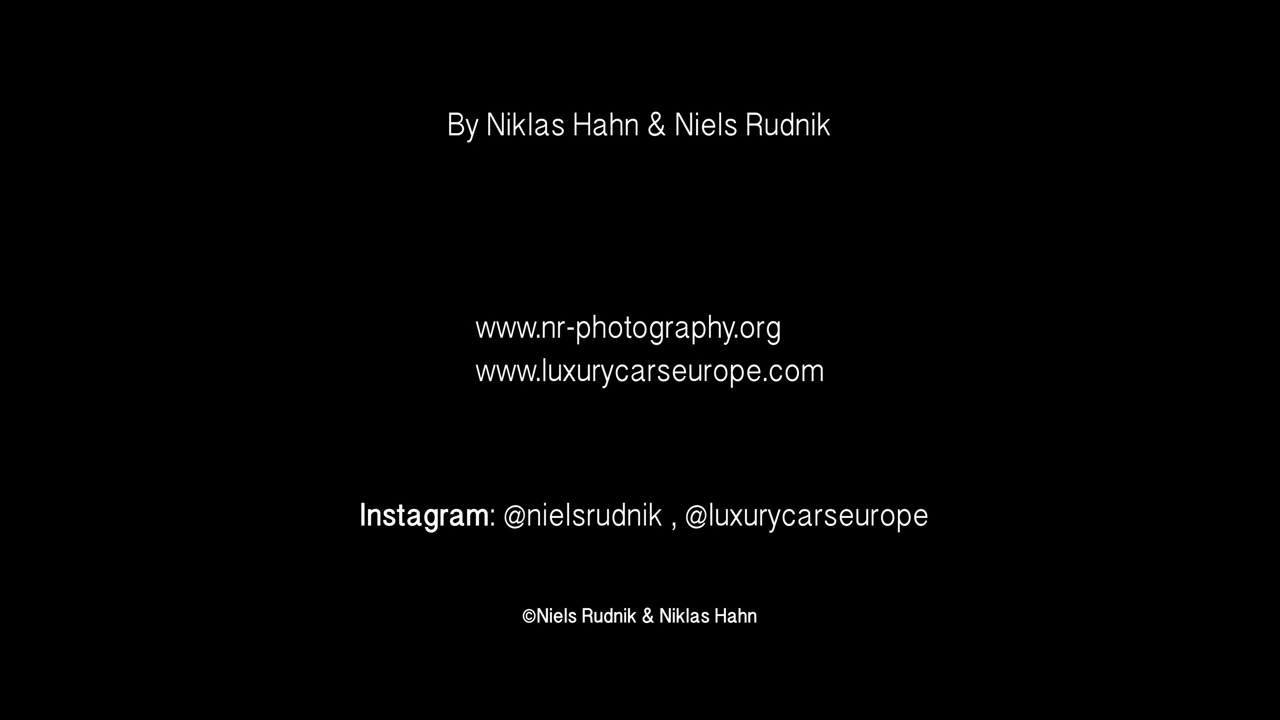 By Niklas Hahn & Niels Rudnik
www.nr-photography.org
www.luxurycarseurope.com
Instagram: @nielsrudnik , @luxurycarseurope
©Niels Rudnik & Niklas Hahn